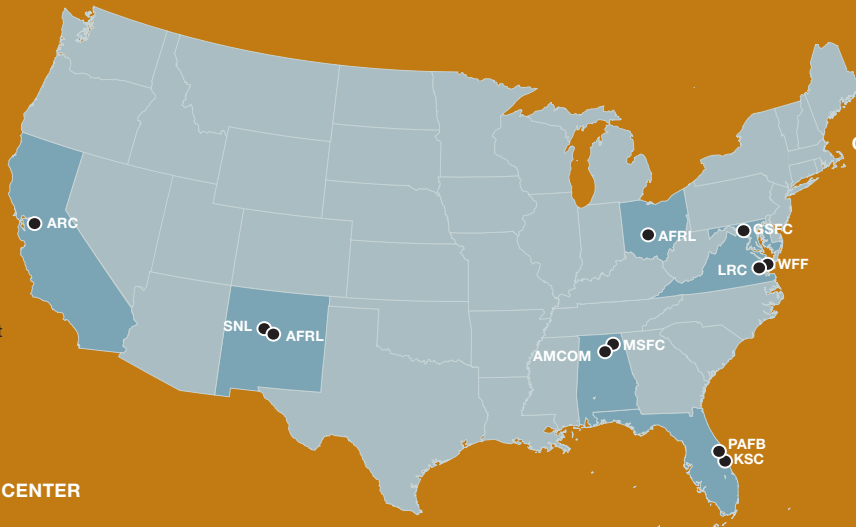 ARC
AFRL
GSFC
LRC
WFF
SNL
AFRL
AMCOM
MSFC
PAFB
KSC
CENTER